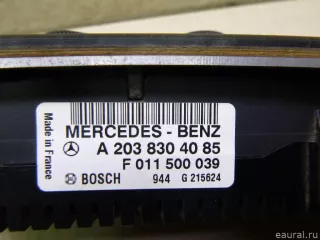 Made in France
MERCEDES - BENZ
A 203 830 40 85
F 011 500 039
BOSCH 944 G 215624
© eaural.ru